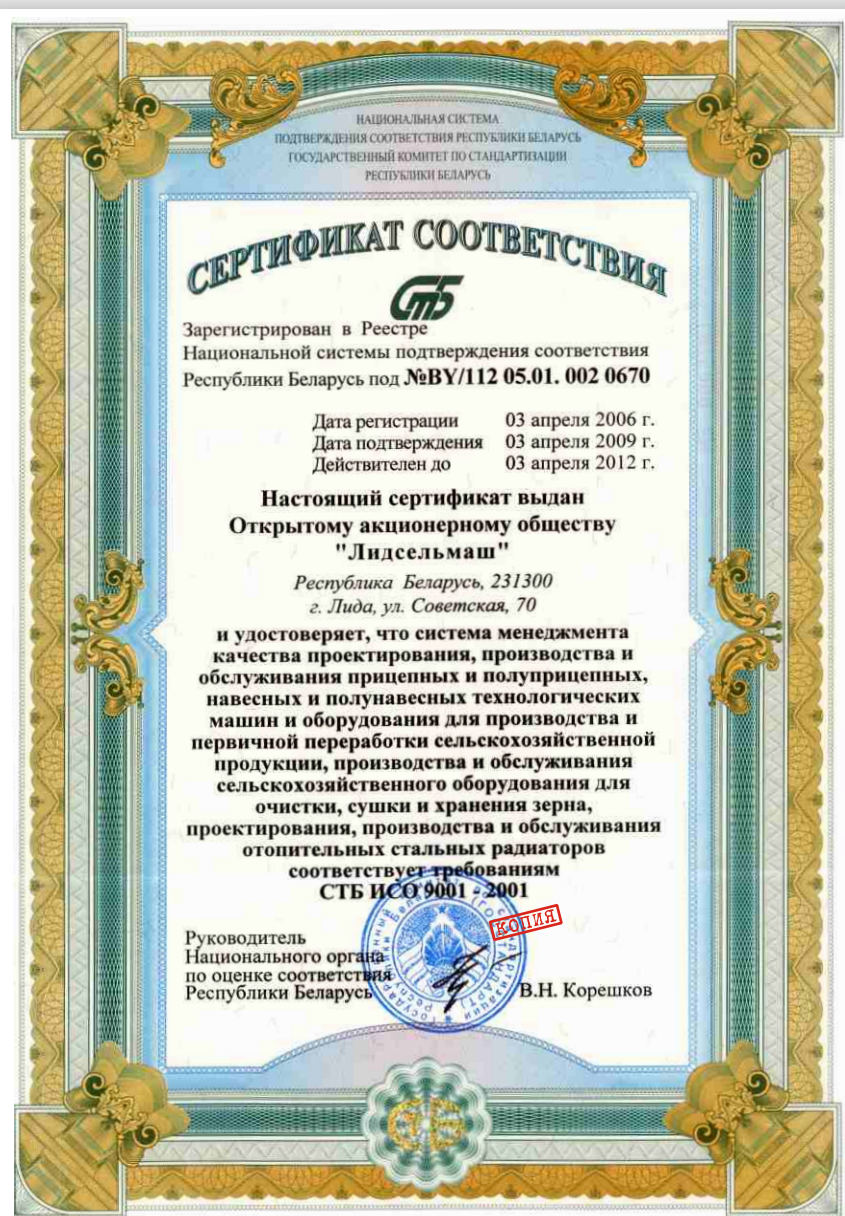 НАЦИОНАЛЬНАЯ СИСТЕМА
ПОДТВЕРЖДЕНИЯ СООТВЕТСТВИЯ РЕСПУБЛИКИ БЕЛАРУСЬ
ГОСУДАРСТВЕННЫЙ КОМИТЕТ ПО СТАНДАРТИЗАЦИИ
РЕСПУБЛИКИ БЕЛАРУСЬ
СЕРТИФИКАТ СООТВЕТСТВИЯ
СТБ
Зарегистрирован в Реестре
Национальной системы подтверждения соответствия
Республики Беларусь под №BY/112 05.01. 002 0670
Дата регистрации 03 апреля 2006 г.
Дата подтверждения 03 апреля 2009 г.
Действителен до 03 апреля 2012 г.
Настоящий сертификат выдан
Открытому акционерному обществу
"Лидсельмаш"
Республика Беларусь, 231300
г. Лида, ул. Советская, 70
и удостоверяет, что система менеджмента
качества проектирования, производства и
обслуживания прицепных и полуприцепных,
навесных и полунавесных технологических
машин и оборудования для производства и
первичной переработки сельскохозяйственной
продукции, производства и обслуживания
сельскохозяйственного оборудования для
очистки, сушки и хранения зерна,
проектирования, производства и обслуживания
отопительных стальных радиаторов
соответствует требованиям
СТБ ИСО 9001 - 2001
КОПИЯ
Руководитель
Национального органа
по оценке соответствия
Республики Беларусь В.Н. Корешков